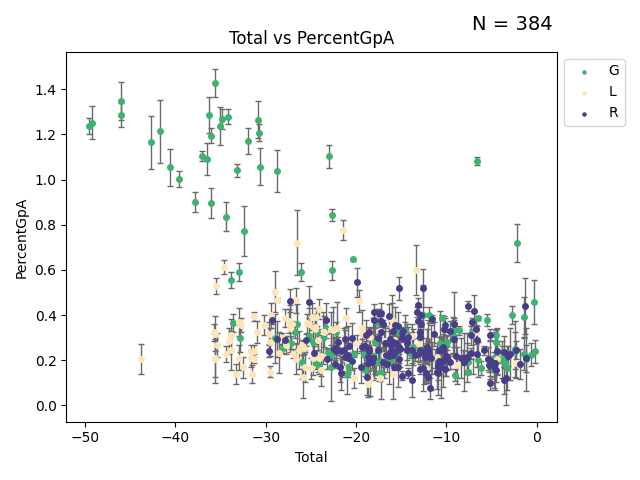 N = 384
Total vs PercentGpA
G
L
R
PercentGpA
1.4
1.2
1.0
0.8
0.6
0.4
0.2
0.0
−50 −40 −30 −20 −10 0
Total